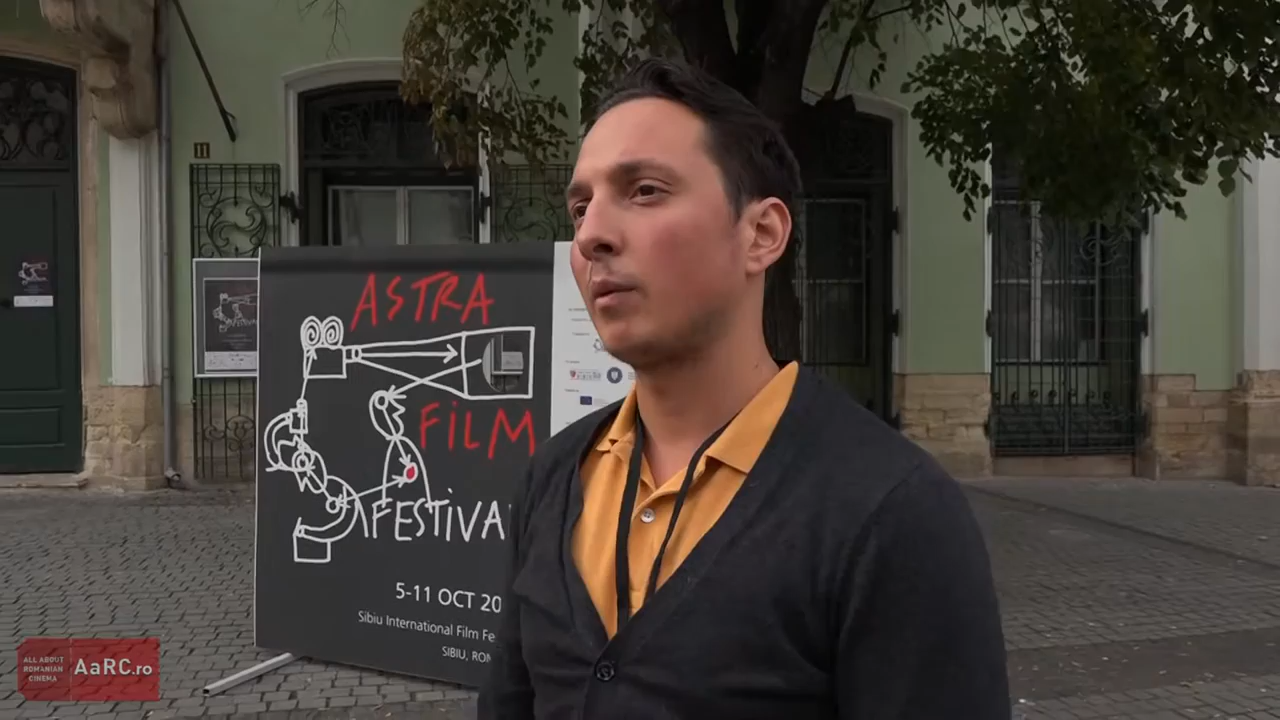 11
ASTRA
FILM
FESTIVA
5-11 OCT 20
Sibiu International Film Fe
SIBIU, ROM
ALL ABOUT
ROMANIAN
CINEMA
AaRC.ro